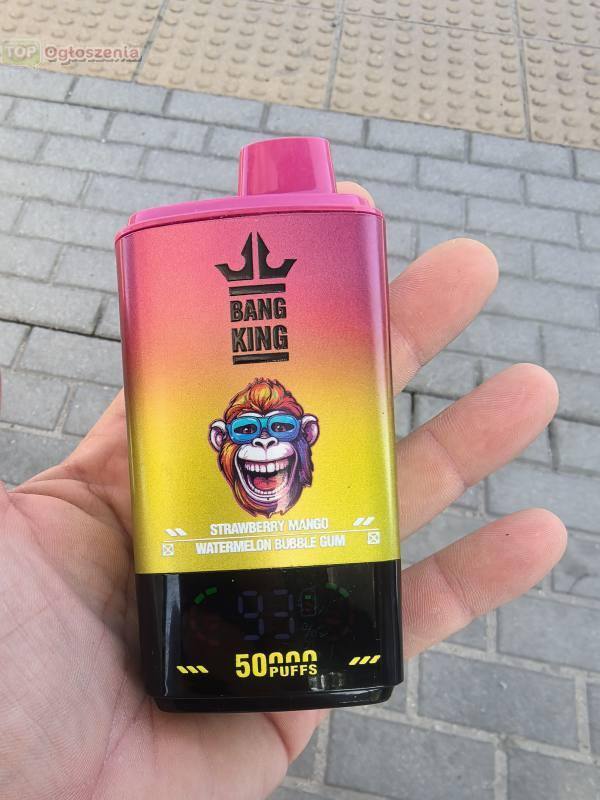 TOP Ogłoszenia
BANG
KING
STRAWBERRY MANGO
WATERMELON BUBBLE GUM
93
%
50000
PUFFS